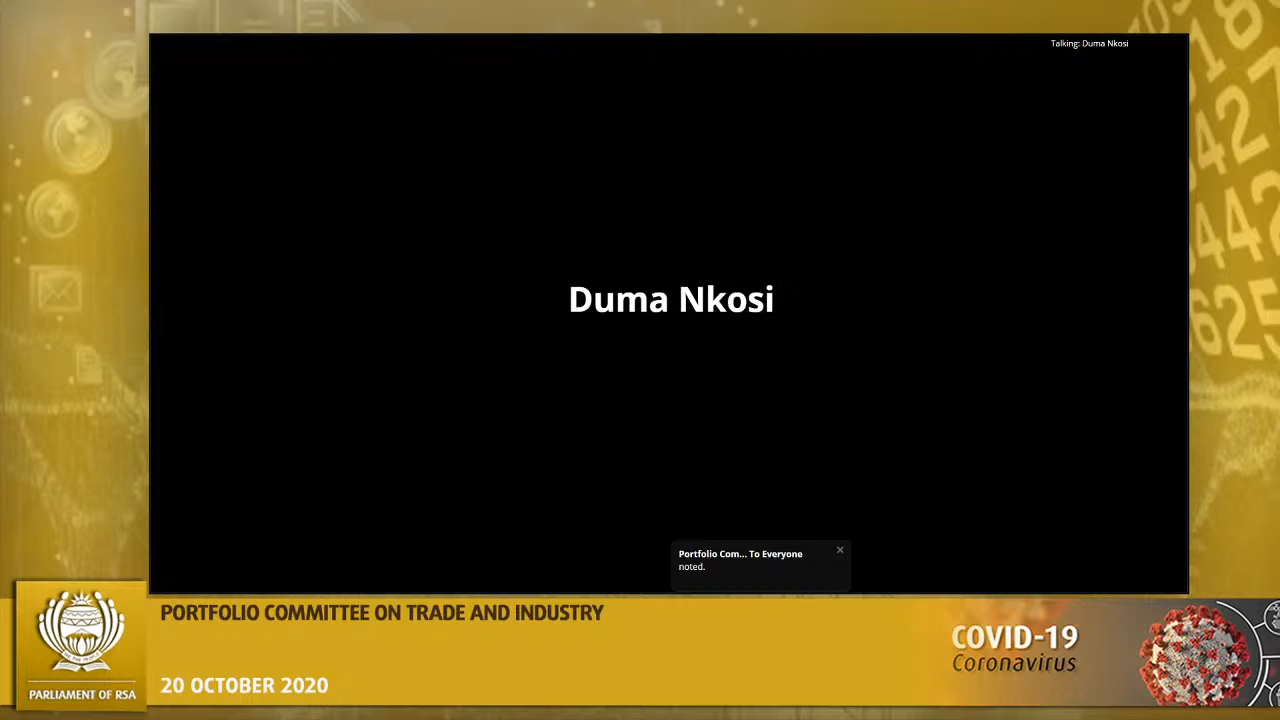 Talking: Duma Nkosi
Duma Nkosi
Portfolio Com... To Everyone
noted.
PORTFOLIO COMMITTEE ON TRADE AND INDUSTRY
20 OCTOBER 2020
COVID-19
Coronavirus
PARLIAMENT OF RSA